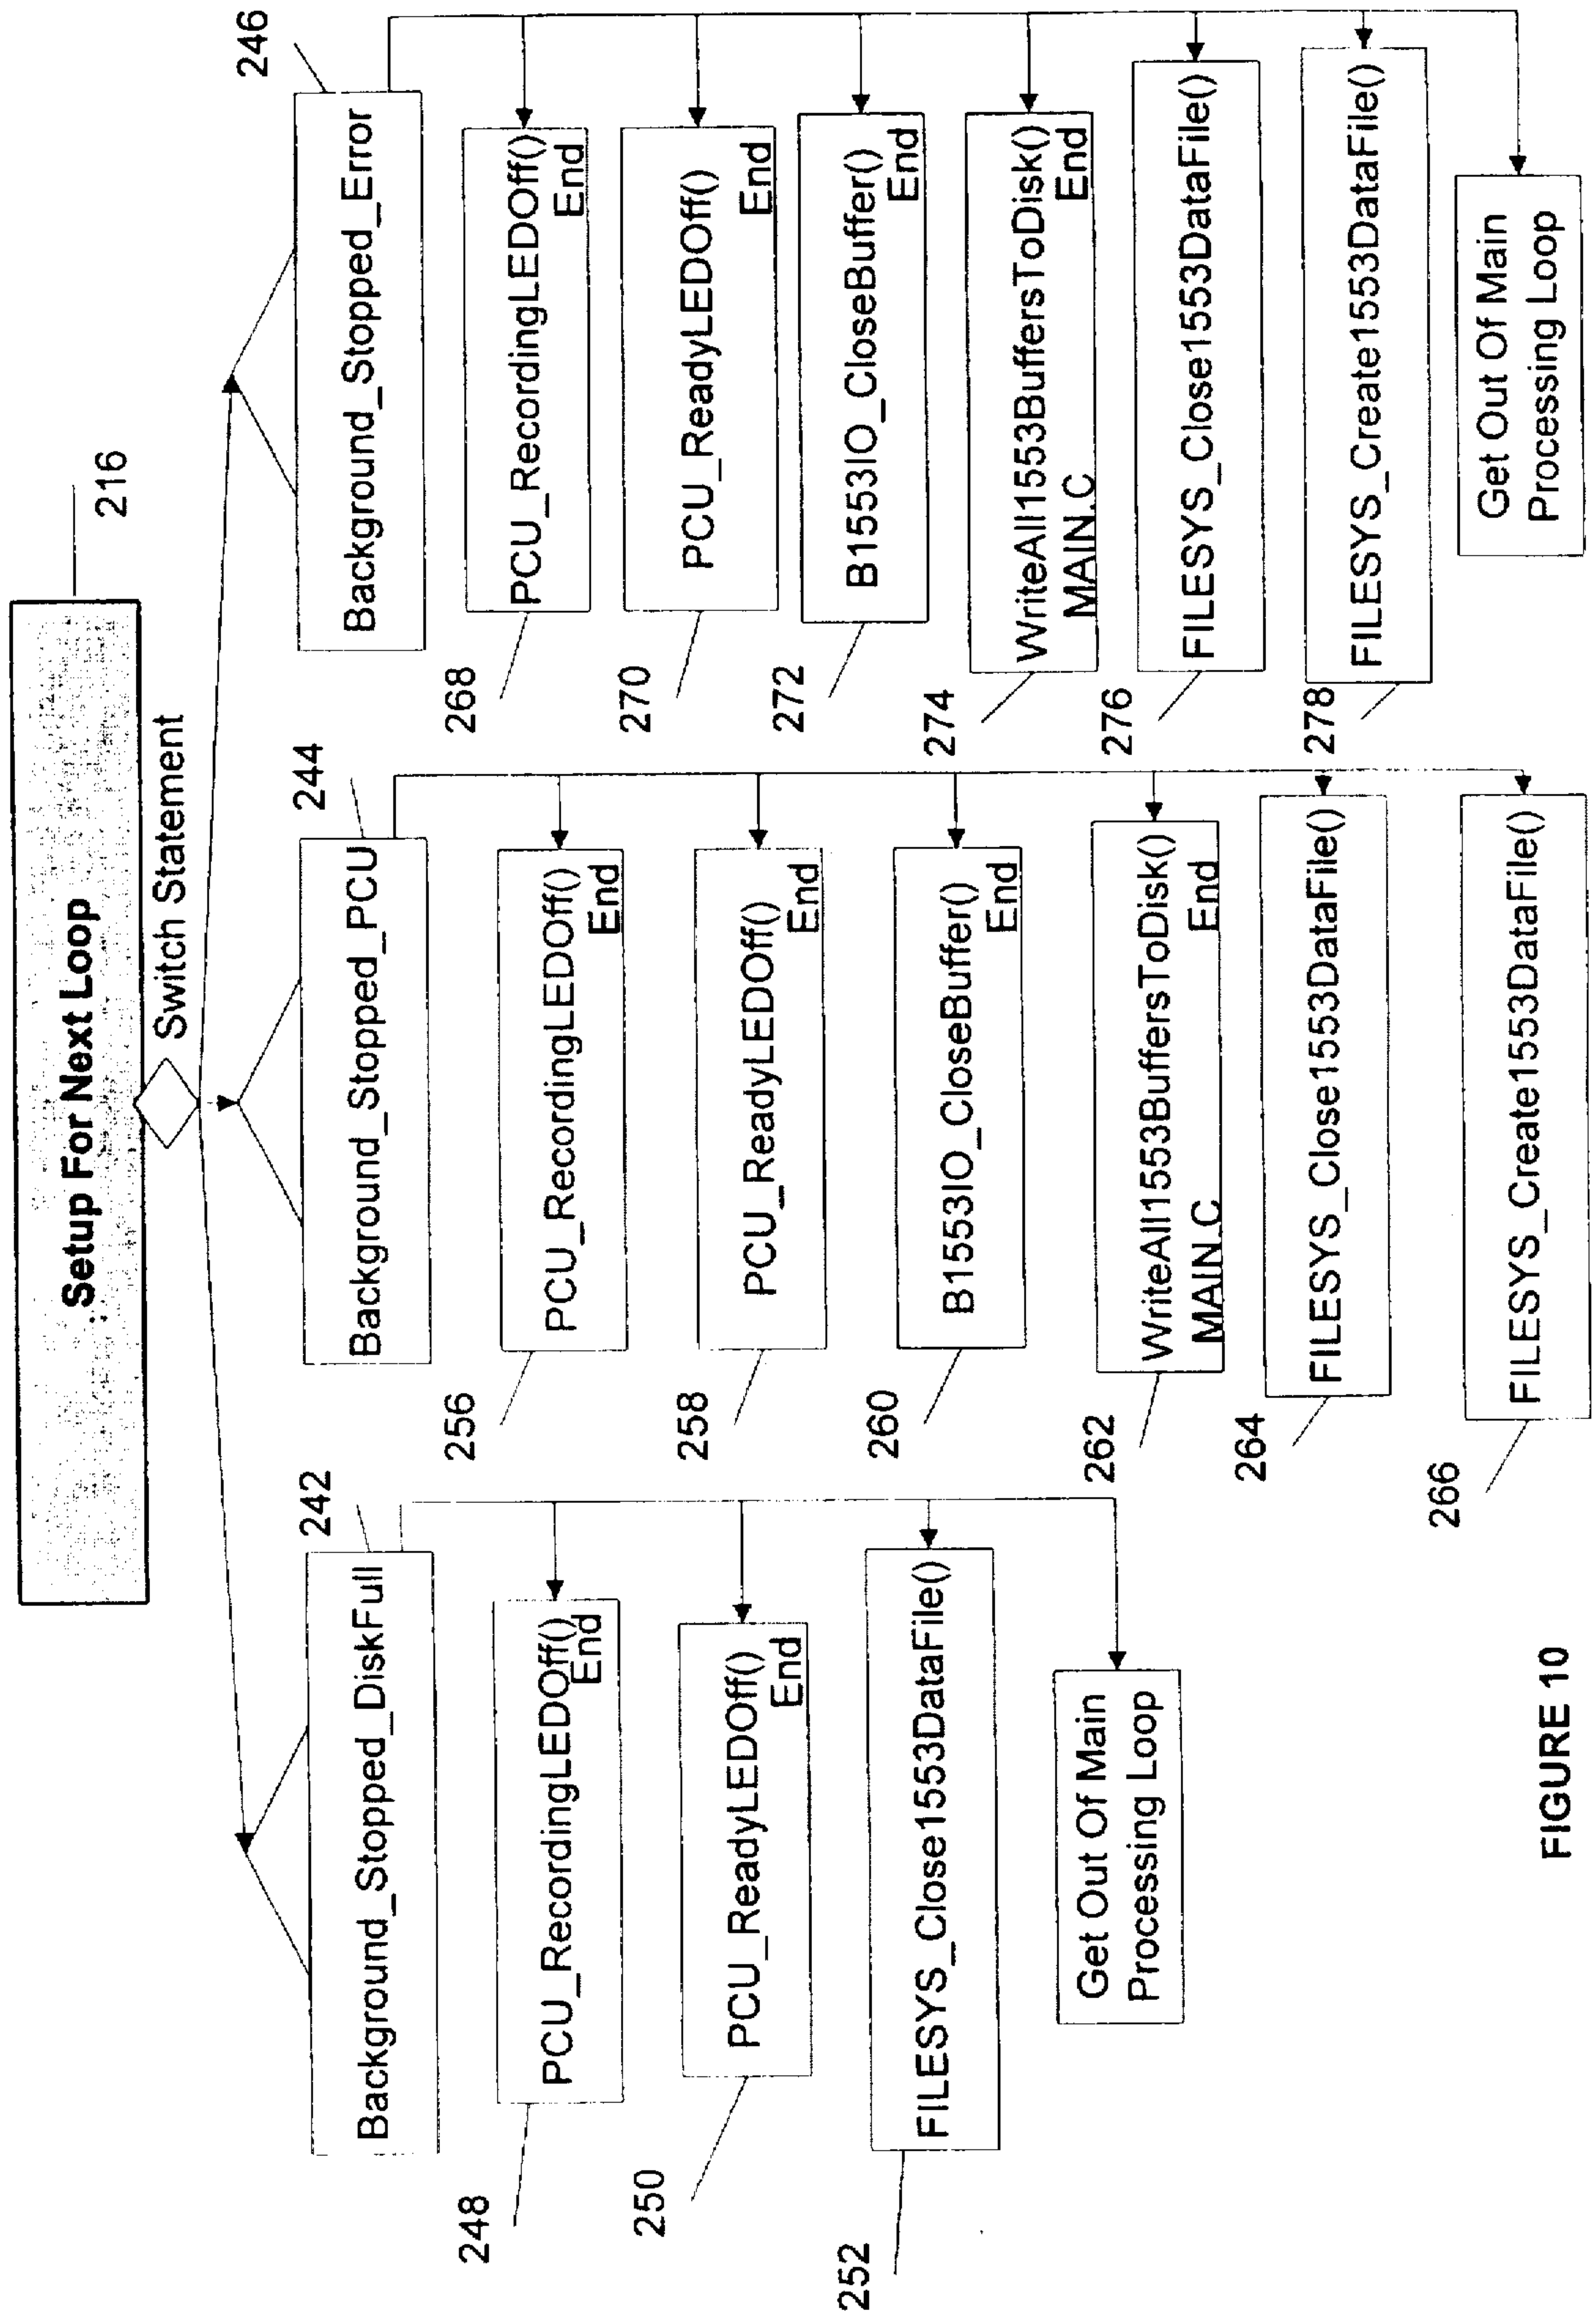 Setup For Next Loop
216
Switch Statement
242
Background_Stopped_DiskFull
248
PCU_RecordingLEDOff()
End
250
PCU_ReadyLEDOff()
End
252
FILESYS_Close1553DataFile()
Get Out Of Main
Processing Loop
244
Background_Stopped_PCU
256
PCU_RecordingLEDOff()
End
258
PCU_ReadyLEDOff()
End
260
B1553IO_CloseBuffer()
End
262
WriteAll1553BuffersToDisk()
MAIN.C End
264
FILESYS_Close1553DataFile()
266
FILESYS_Create1553DataFile()
246
Background_Stopped_Error
268
PCU_RecordingLEDOff()
End
270
PCU_ReadyLEDOff()
End
272
B1553IO_CloseBuffer()
End
274
WriteAll1553BuffersToDisk()
MAIN.C End
276
FILESYS_Close1553DataFile()
278
FILESYS_Create1553DataFile()
Get Out Of Main
Processing Loop
FIGURE 10